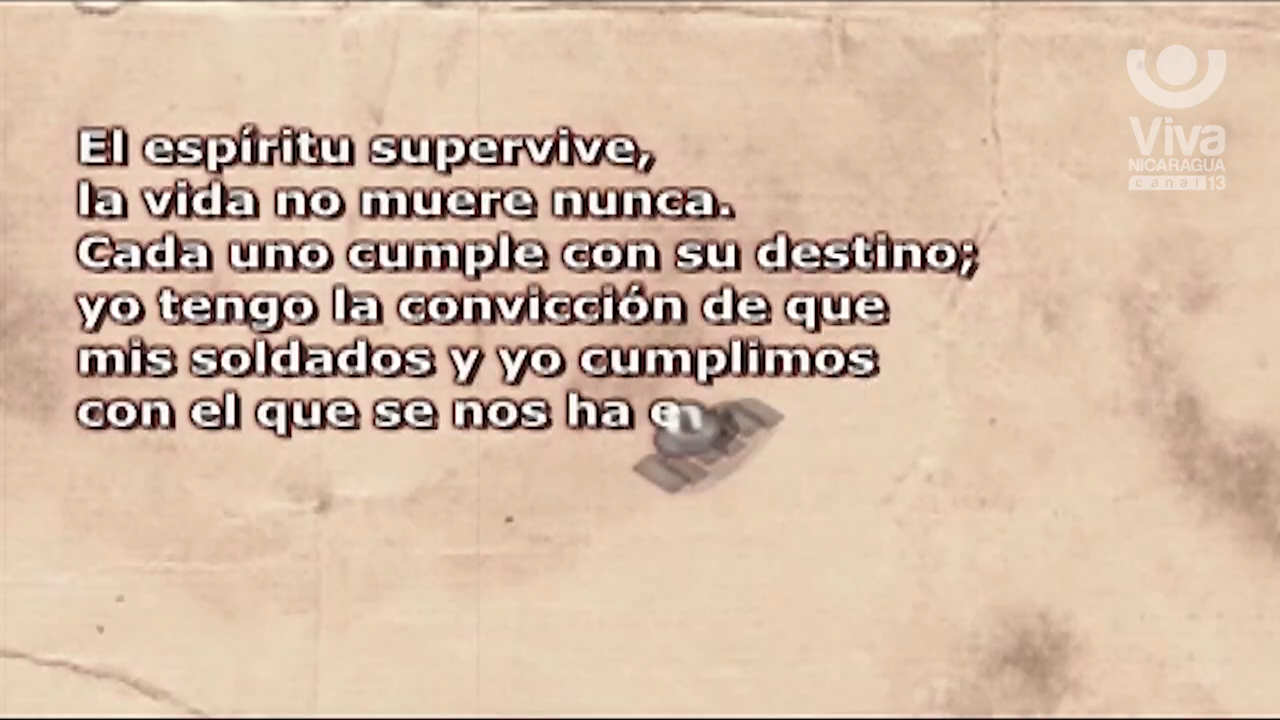 El espíritu supervive,
la vida no muere nunca.
Cada uno cumple con su destino;
yo tengo la convicción de que
mis soldados y yo cumplimos
con el que se nos ha en
Viva
NICARAGUA
canal 13